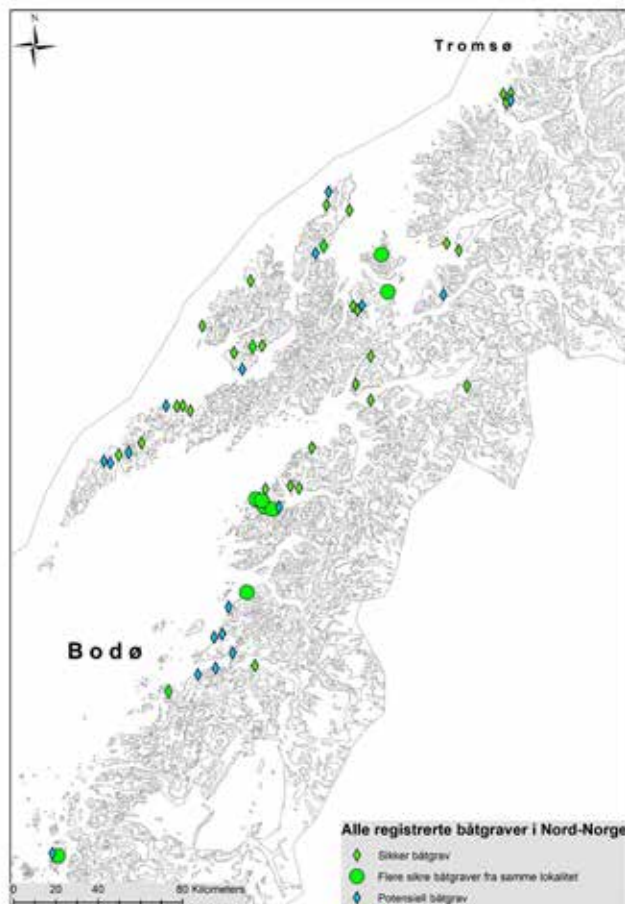 N
Tromsø
Bodø
Alle registrerte båtgraver i Nord-Norge
Sikker båtgrav
Flere sikre båtgraver fra samme lokalitet
Potensiell båtgrav
0 20 40 80 Kilometers